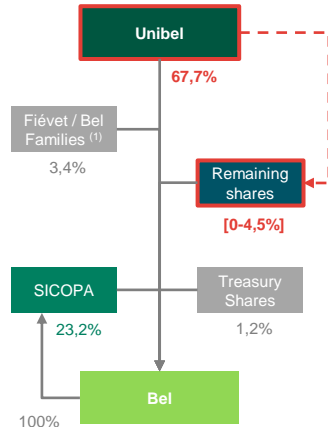 Unibel
67,7%
Fiévet / Bel
Families (1)
3,4%
Remaining
shares
[0-4,5%]
SICOPA
23,2%
Treasury
Shares
1,2%
Bel
100%